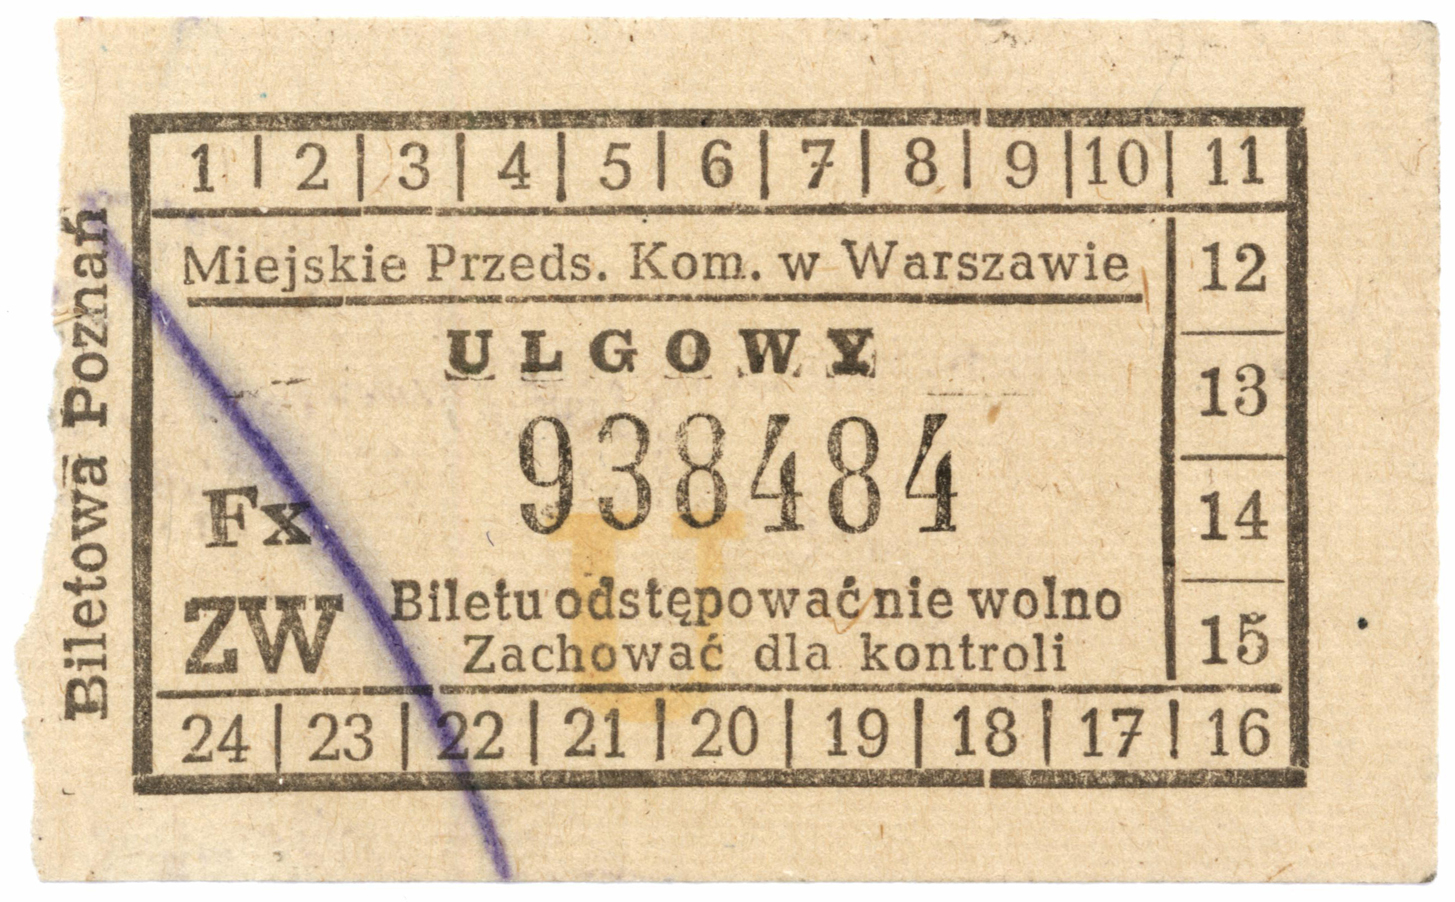 1 | 2 | 3 | 4 | 5 | 6 | 7 | 8 | 9 | 10 | 11
Miejskie Przeds. Kom. w Warszawie
12
ULGOWY
13
938484
Fx
14
U
ZW
Biletu odstępować nie wolno
Zachować dla kontroli
15
24 | 23 | 22 | 21 | 20 | 19 | 18 | 17 | 16
Biletowa Poznań